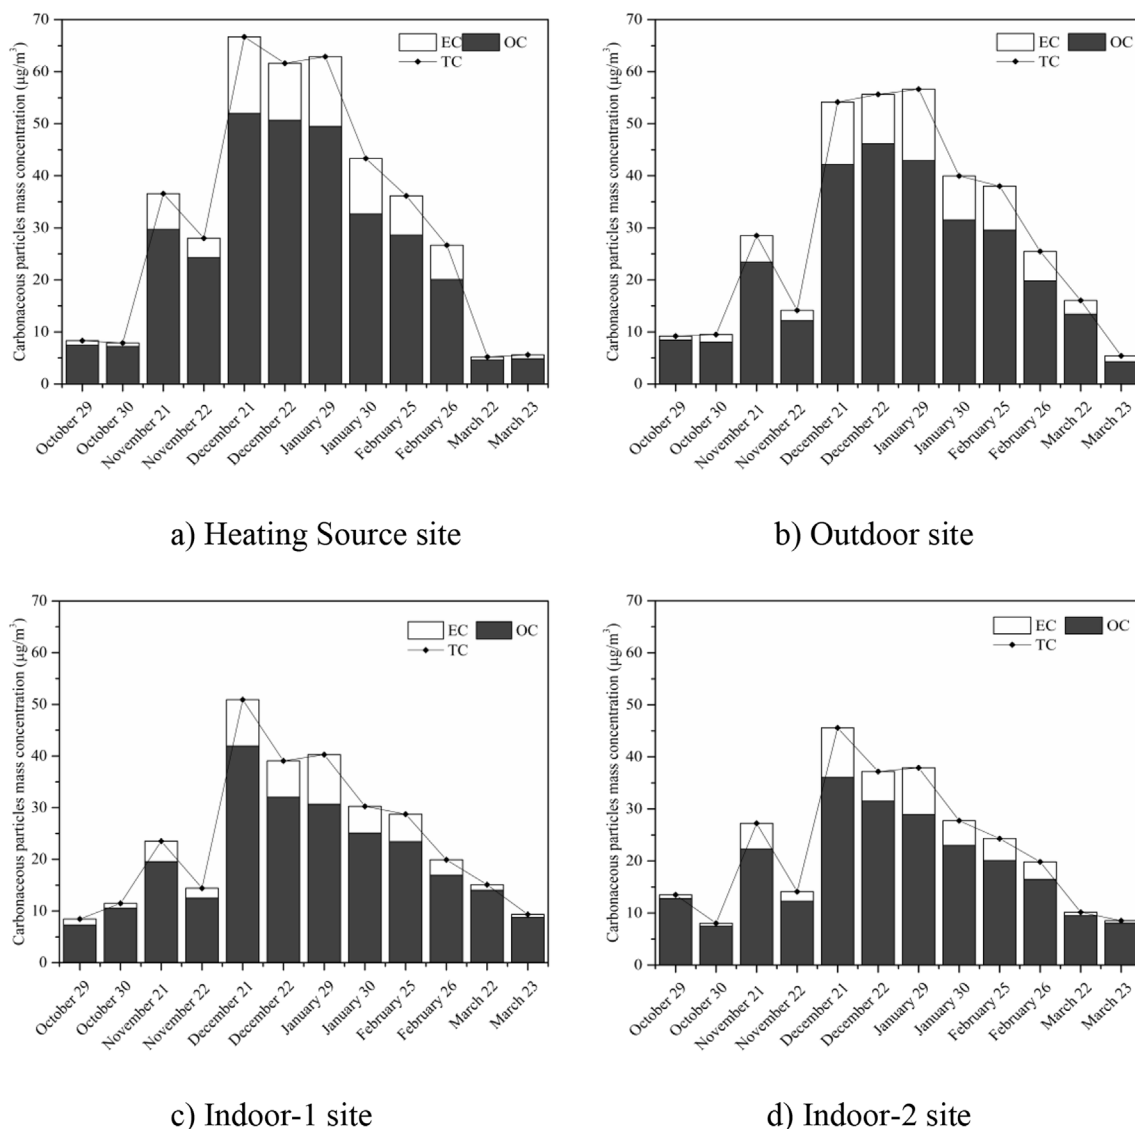 70
60
50
40
30
20
10
0
Carbonaceous particles mass concentration (μg/m³)
EC OC
TC
October 29
October 30
November 21
November 22
December 21
December 22
January 29
January 30
February 25
February 26
March 22
March 23
a) Heating Source site
70
60
50
40
30
20
10
0
Carbonaceous particles mass concentration (μg/m³)
EC OC
TC
October 29
October 30
November 21
November 22
December 21
December 22
January 29
January 30
February 25
February 26
March 22
March 23
b) Outdoor site
70
60
50
40
30
20
10
0
Carbonaceous particles mass concentration (μg/m³)
EC OC
TC
October 29
October 30
November 21
November 22
December 21
December 22
January 29
January 30
February 25
February 26
March 22
March 23
c) Indoor-1 site
70
60
50
40
30
20
10
0
Carbonaceous particles mass concentration (μg/m³)
EC OC
TC
October 29
October 30
November 21
November 22
December 21
December 22
January 29
January 30
February 25
February 26
March 22
March 23
d) Indoor-2 site